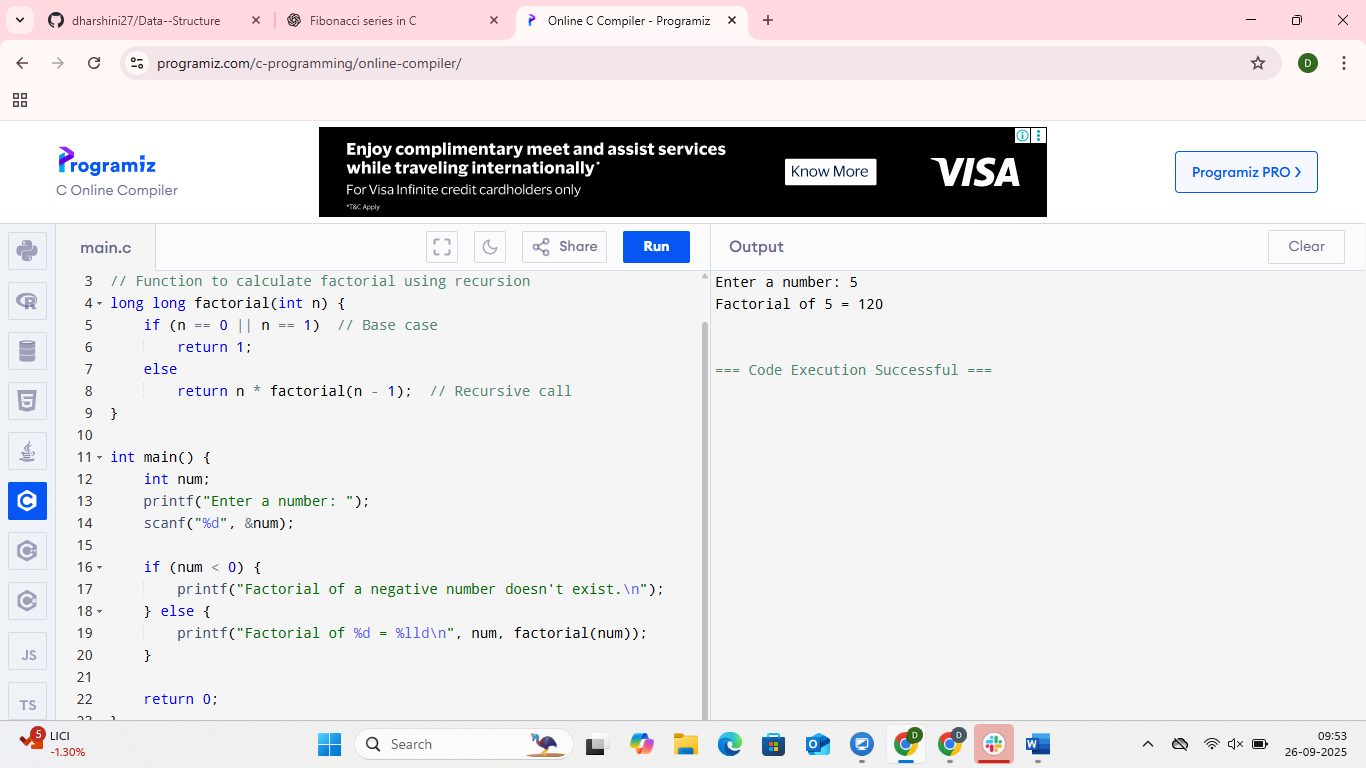 dharshini27/Data--Structure
Fibonacci series in C
Online C Compiler - Programiz
programiz.com/c-programming/online-compiler/
D
Programiz
C Online Compiler
Enjoy complimentary meet and assist services
while traveling internationally*
For Visa Infinite credit cardholders only
*T&C Apply
Know More
VISA
Programiz PRO
main.c
Share
Run
Output
Clear
3 // Function to calculate factorial using recursion
4 long long factorial(int n) {
5 if (n == 0 || n == 1)  // Base case
6 return 1;
7 else
8 return n * factorial(n - 1);  // Recursive call
9 }
10
11 int main() {
12 int num;
13 printf("Enter a number: ");
14 scanf("%d", &num);
15
16 if (num < 0) {
17 printf("Factorial of a negative number doesn't exist.\n");
18 } else {
19 printf("Factorial of %d = %lld\n", num, factorial(num));
20 }
21
22 return 0;
23 }
Enter a number: 5
Factorial of 5 = 120
=== Code Execution Successful ===
JS
TS
5
LICI
-1.30%
Search
D
D
09:53
26-09-2025